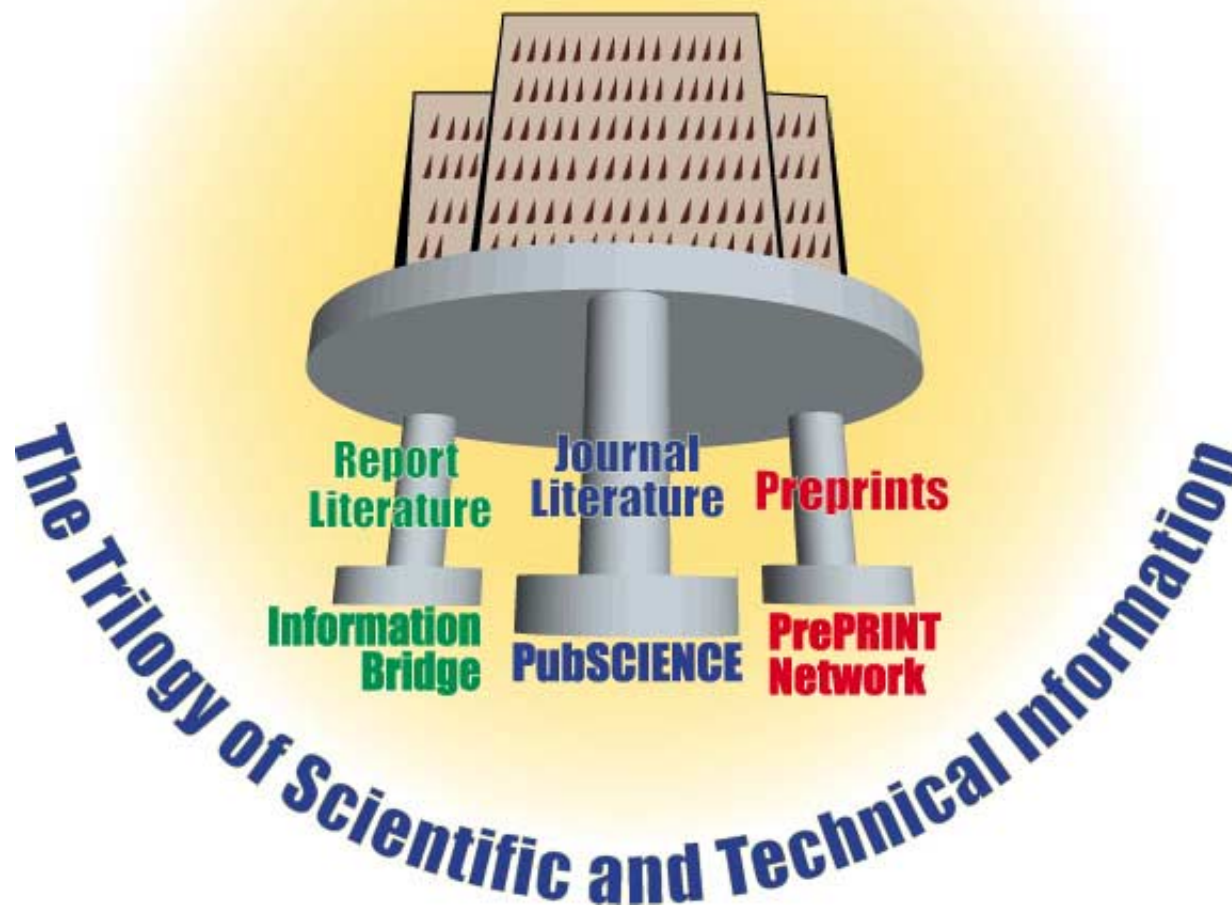 Report
Literature
Journal
Literature
Preprints
Information
Bridge
PubSCIENCE
PrePRINT
Network
The Trilogy of Scientific and Technical Information